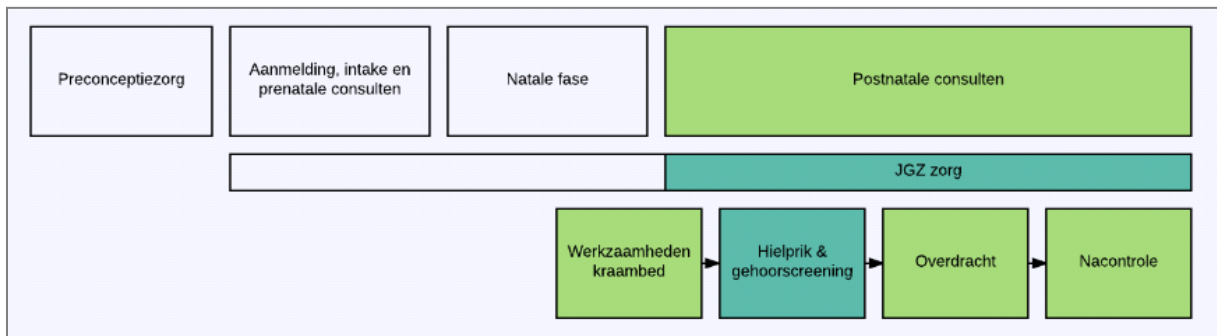 Preconceptiezorg
Aanmelding, intake en
prenatale consulten
Natale fase
Postnatale consulten
JGZ zorg
Werkzaamheden
kraambed
Hielprik &
gehoorscreening
Overdracht
Nacontrole